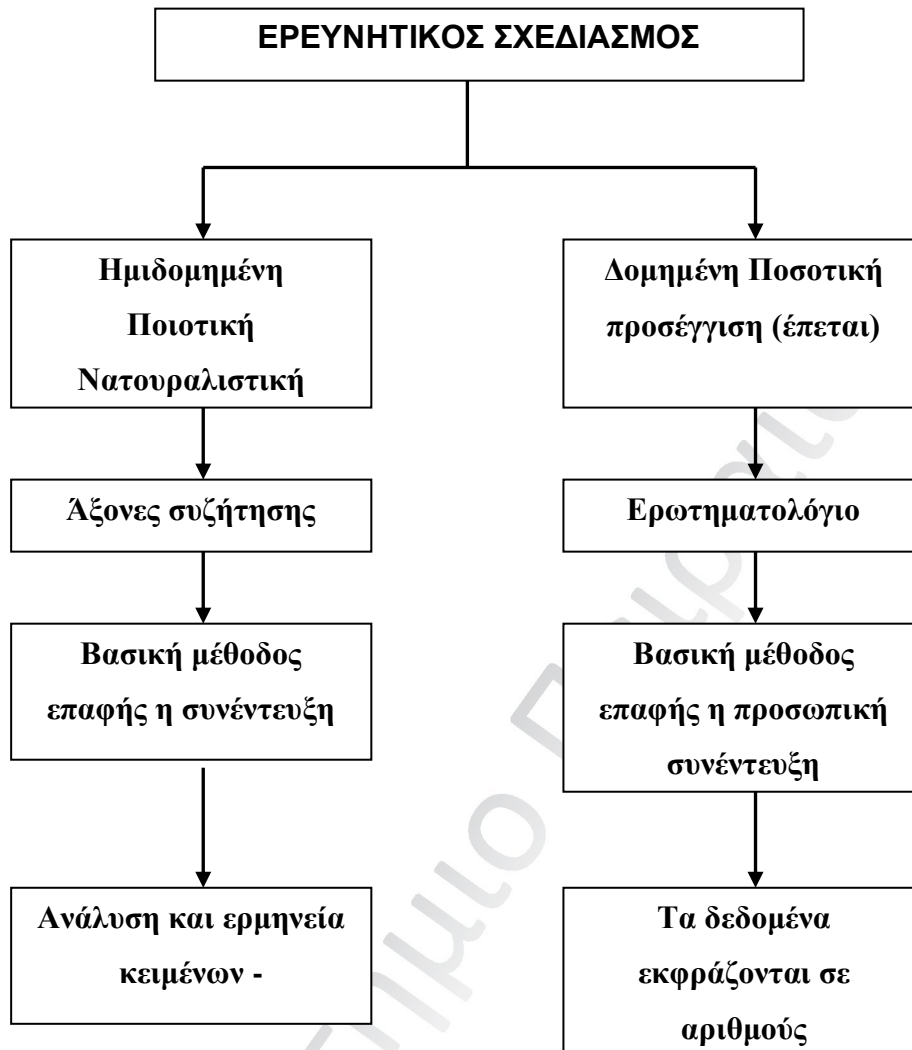 ΕΡΕΥΝΗΤΙΚΟΣ ΣΧΕΔΙΑΣΜΟΣ
Ημιδομημένη
Ποιοτική
Νατουραλιστική
Άξονες συζήτησης
Βασική μέθοδος
επαφής η συνέντευξη
Ανάλυση και ερμηνεία
κειμένων -
Δομημένη Ποσοτική
προσέγγιση (έπεται)
Ερωτηματολόγιο
Βασική μέθοδος
επαφής η προσωπική
συνέντευξη
Τα δεδομένα
εκφράζονται σε
αριθμούς